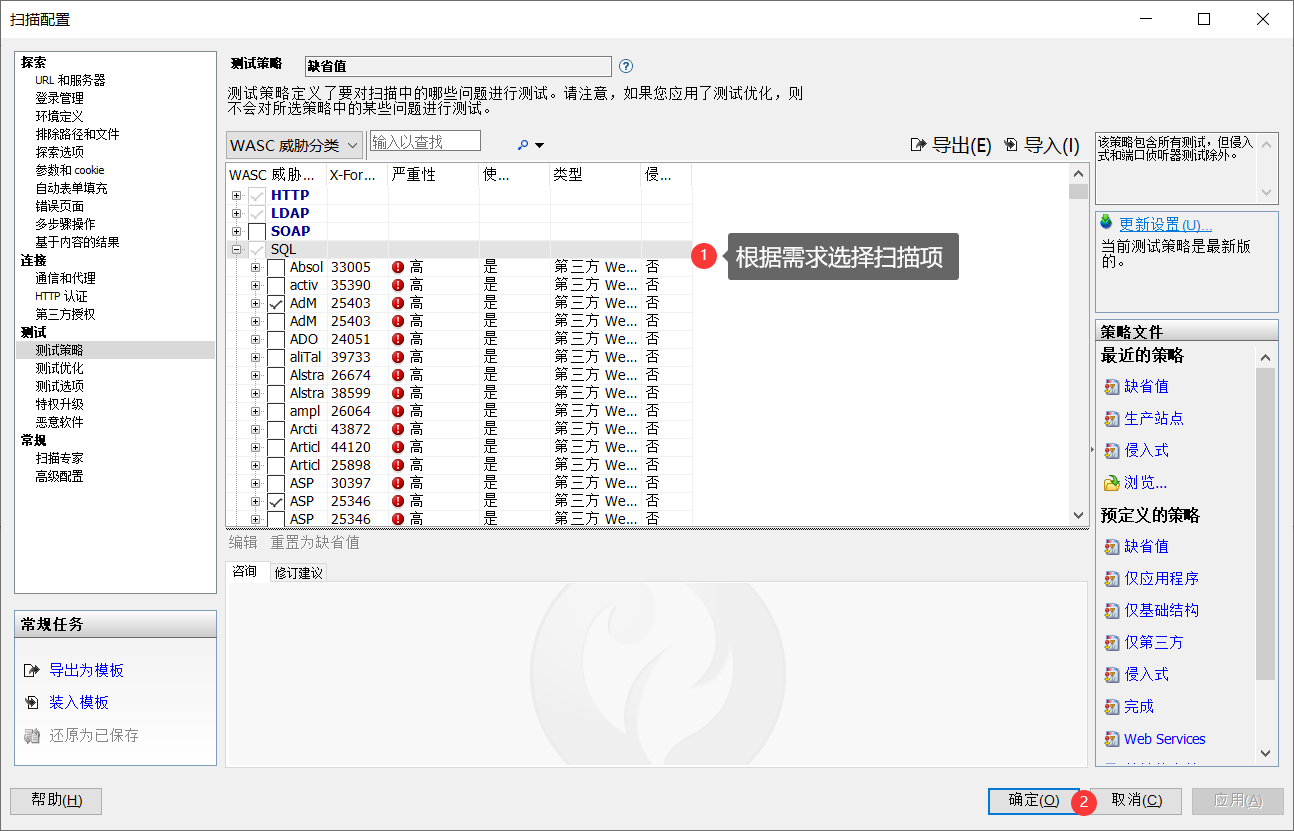 扫描配置
探索
URL 和服务器
登录管理
环境定义
排除路径和文件
探索选项
参数和 cookie
自动表单填充
错误页面
多步骤操作
基于内容的结果
连接
通信和代理
HTTP 认证
第三方授权
测试
测试策略
测试优化
测试选项
特权升级
恶意软件
常规
扫描专家
高级配置
常规任务
导出为模板
装入模板
还原为已保存
测试策略 缺省值 ?
测试策略定义了要对扫描中的哪些问题进行测试。请注意，如果您应用了测试优化，则
不会对所选策略中的某些问题进行测试。
WASC 威胁分类 输入以查找 导出(E) 导入(I)
WASC 威胁... X-For... 严重性 使... 类型 侵...
HTTP
LDAP
SOAP
SQL
Absol 33005 高 是 第三方 We... 否
activ 35390 高 是 第三方 We... 否
AdM 25403 高 是 第三方 We... 否
AdM 25403 高 是 第三方 We... 否
ADO 24051 高 是 第三方 We... 否
aliTal 39733 高 是 第三方 We... 否
Alstra 26674 高 是 第三方 We... 否
Alstra 38599 高 是 第三方 We... 否
ampl 26064 高 是 第三方 We... 否
Arcti 43872 高 是 第三方 We... 否
Articl 44120 高 是 第三方 We... 否
Articl 25898 高 是 第三方 We... 否
ASP 30397 高 是 第三方 We... 否
ASP 25346 高 是 第三方 We... 否
ASP 25346 高 是 第三方 We... 否
1 根据需求选择扫描项
编辑 重置为缺省值
咨询 修订建议
该策略包含所有测试，但侵入
式和端口侦听器测试除外。
更新设置(U)...
当前测试策略是最新版
的。
策略文件
最近的策略
缺省值
生产站点
侵入式
浏览...
预定义的策略
缺省值
仅应用程序
仅基础结构
仅第三方
侵入式
完成
Web Services
帮助(H) 确定(O) 2 取消(C) 应用(A)